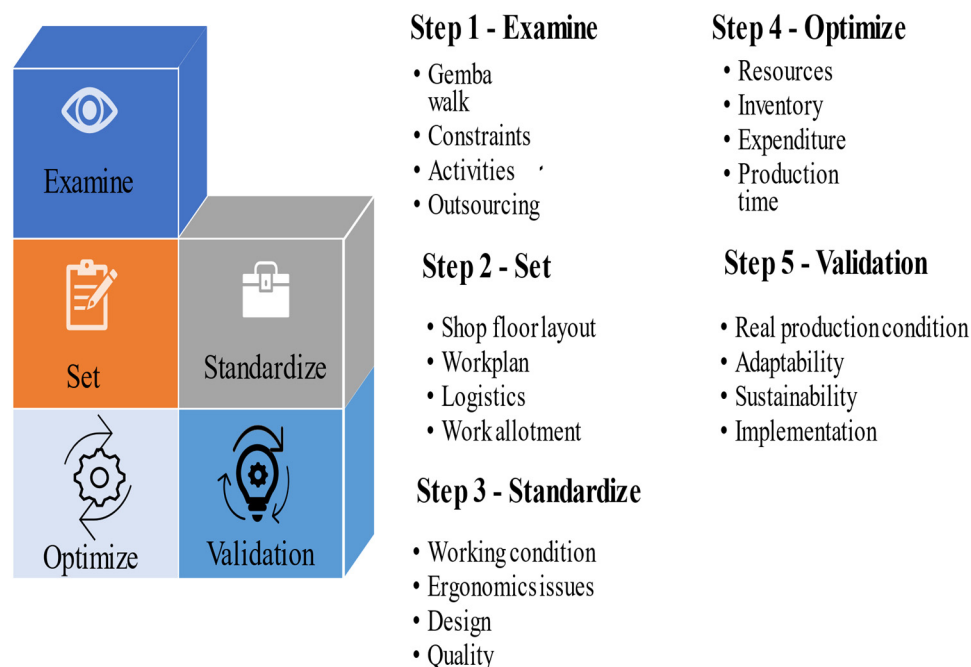 Examine
Set
Standardize
Optimize
Validation
Step 1 - Examine
• Gemba
walk
• Constraints
• Activities
• Outsourcing
Step 2 - Set
• Shop floor layout
• Workplan
• Logistics
• Work allotment
Step 3 - Standardize
• Working condition
• Ergonomics issues
• Design
• Quality
Step 4 - Optimize
• Resources
• Inventory
• Expenditure
• Production
time
Step 5 - Validation
• Real production condition
• Adaptability
• Sustainability
• Implementation